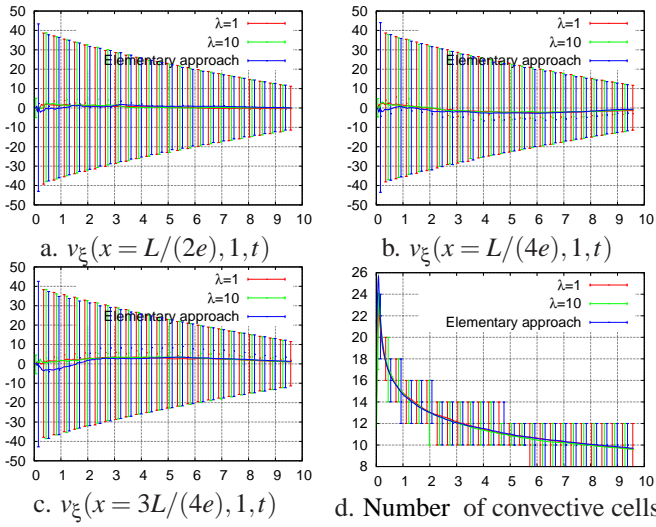 50
40
30
20
10
0
-10
-20
-30
-40
-50
λ=1
λ=10
Elementary approach
0 1 2 3 4 5 6 7 8 9 10
a. v_ξ(x = L/(2e), 1, t)
50
40
30
20
10
0
-10
-20
-30
-40
-50
λ=1
λ=10
Elementary approach
0 1 2 3 4 5 6 7 8 9 10
b. v_ξ(x = L/(4e), 1, t)
50
40
30
20
10
0
-10
-20
-30
-40
-50
λ=1
λ=10
Elementary approach
0 1 2 3 4 5 6 7 8 9 10
c. v_ξ(x = 3L/(4e), 1, t)
26
24
22
20
18
16
14
12
10
8
λ=1
λ=10
Elementary approach
0 1 2 3 4 5 6 7 8 9 10
d. Number of convective cells